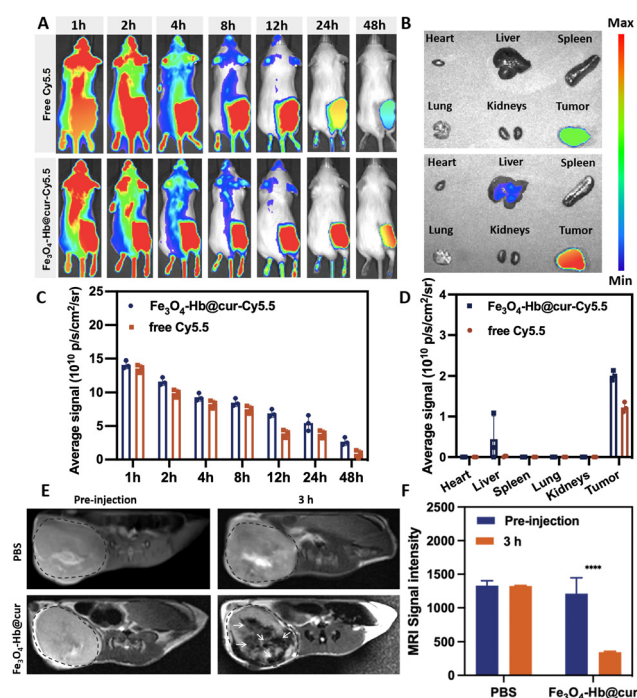 A
1h 2h 4h 8h 12h 24h 48h
Free Cy5.5
Fe₃O₄-Hb@cur-Cy5.5
B
Heart Liver Spleen
Lung Kidneys Tumor
Heart Liver Spleen
Lung Kidneys Tumor
Max
Min
C
Average signal (10¹⁰ p/s/cm²/sr)
25
20
15
10
5
0
Fe₃O₄-Hb@cur-Cy5.5
free Cy5.5
1h 2h 4h 8h 12h 24h 48h
D
Average signal (10¹⁰ p/s/cm²/sr)
4
3
2
1
0
Fe₃O₄-Hb@cur-Cy5.5
free Cy5.5
Heart Liver Spleen Lung Kidneys Tumor
E
Pre-injection 3 h
PBS
Fe₃O₄-Hb@cur
F
MRI Signal intensity
2500
2000
1500
1000
500
0
Pre-injection
3 h
****
PBS Fe₃O₄-Hb@cur